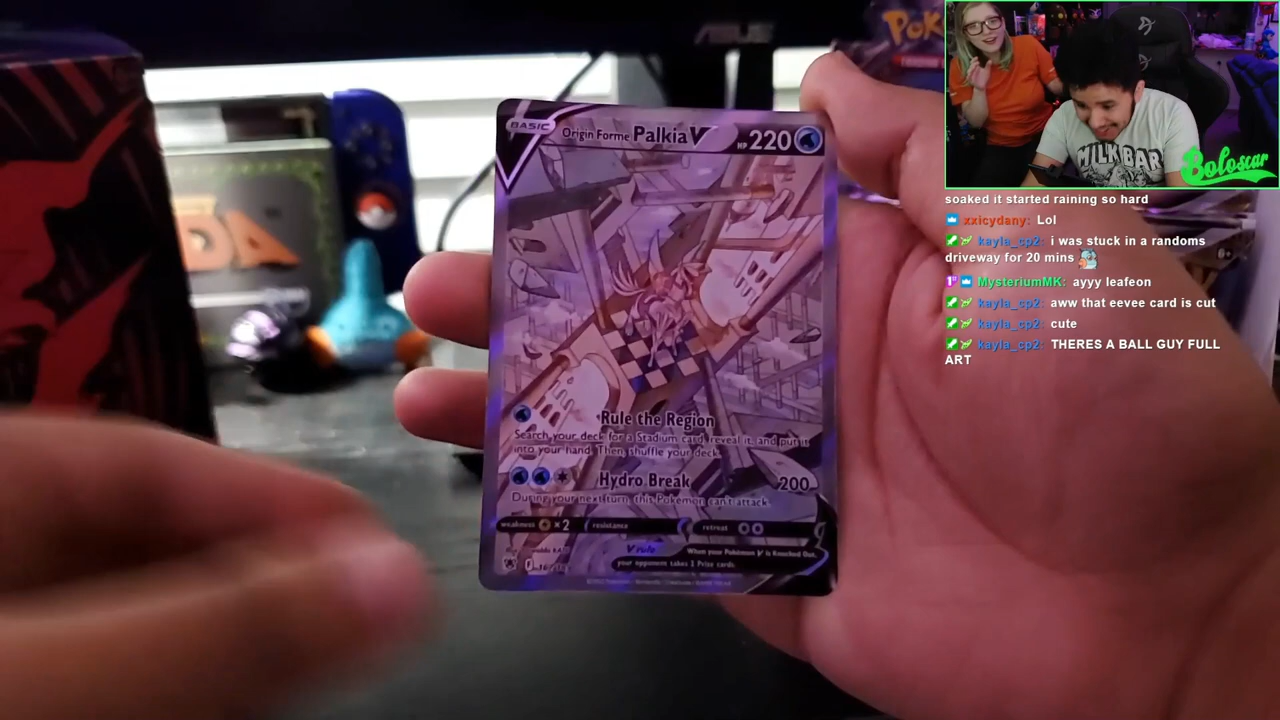 ASUS
POK
BASIC
Origin Forme Palkia V HP 220
Rule the Region
Search your deck for a Stadium card, reveal it, and put it
into your hand. Then, shuffle your deck.
Hydro Break 200
During your next turn, this Pokémon can't attack.
weakness ×2 resistance retreat
V rule When your Pokémon V is Knocked Out,
your opponent takes 2 Prize cards.
DA
MILK BAR
Boloscar
soaked it started raining so hard
xxicydany: Lol
kayla_cp2: i was stuck in a randoms
driveway for 20 mins
MysteriumMK: ayyy leafeon
kayla_cp2: aww that eevee card is cut
kayla_cp2: cute
kayla_cp2: THERES A BALL GUY FULL
ART